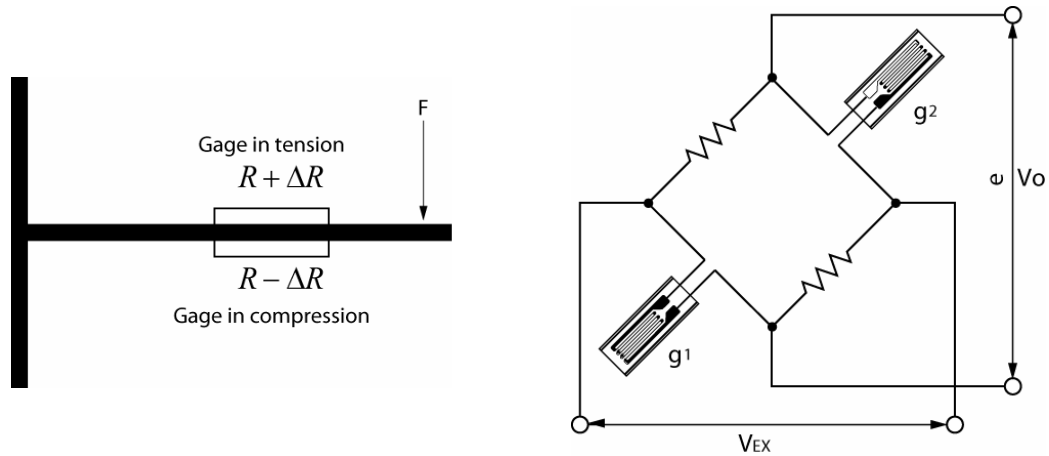 F
Gage in tension
R + ΔR
R − ΔR
Gage in compression
g2
e
Vo
g1
VEX